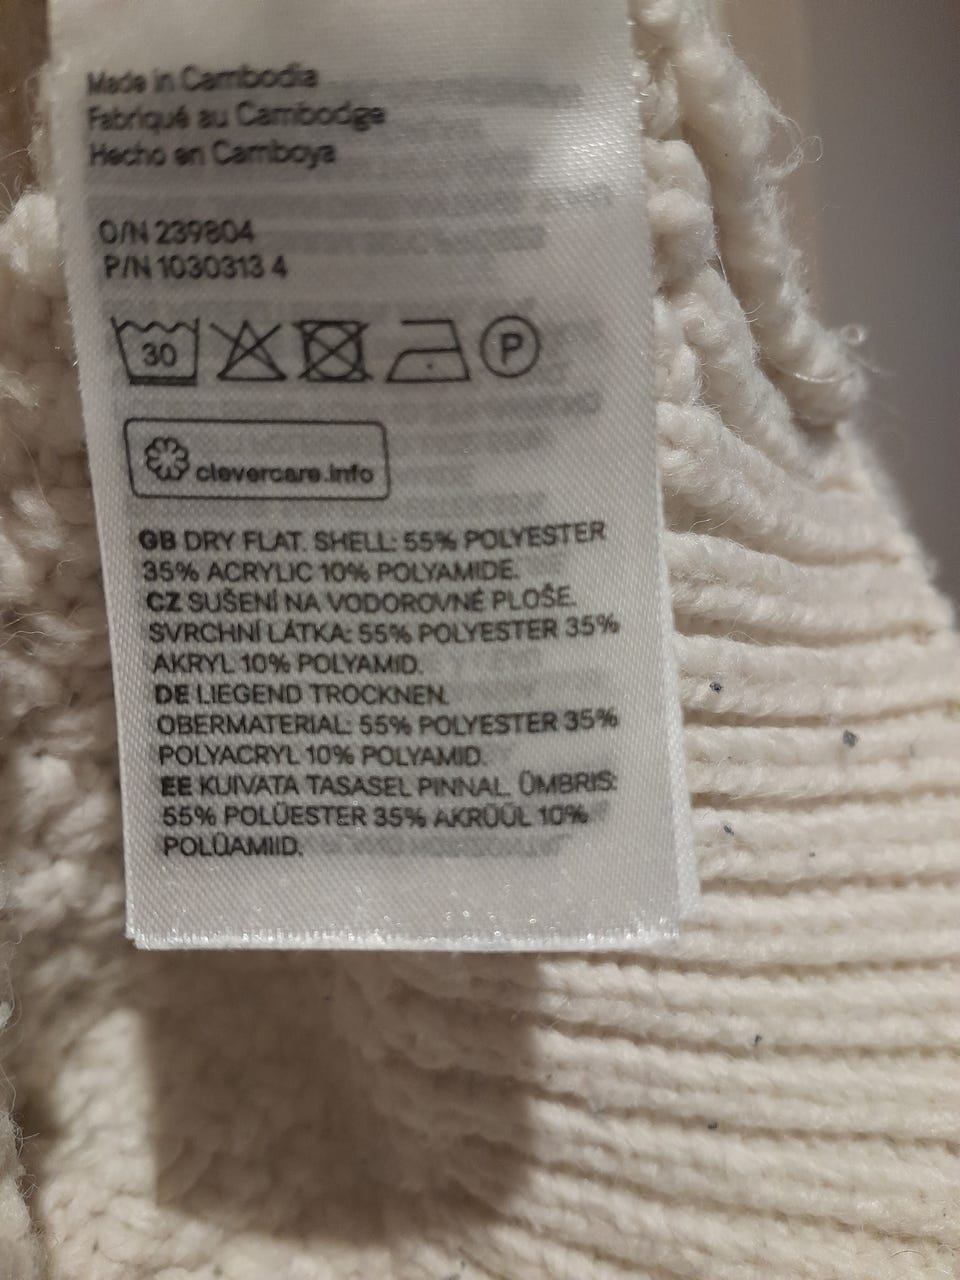 Made in Cambodia
Fabriqué au Cambodge
Hecho en Camboya
O/N 239804
P/N 1030313 4
30 P
clevercare.info
GB DRY FLAT. SHELL: 55% POLYESTER
35% ACRYLIC 10% POLYAMIDE.
CZ SUŠENÍ NA VODOROVNÉ PLOŠE.
SVRCHNÍ LÁTKA: 55% POLYESTER 35%
AKRYL 10% POLYAMID.
DE LIEGEND TROCKNEN.
OBERMATERIAL: 55% POLYESTER 35%
POLYACRYL 10% POLYAMID.
EE KUIVATA TASASEL PINNAL. ÜMBRIS:
55% POLÜESTER 35% AKRÜÜL 10%
POLÜAMIID.